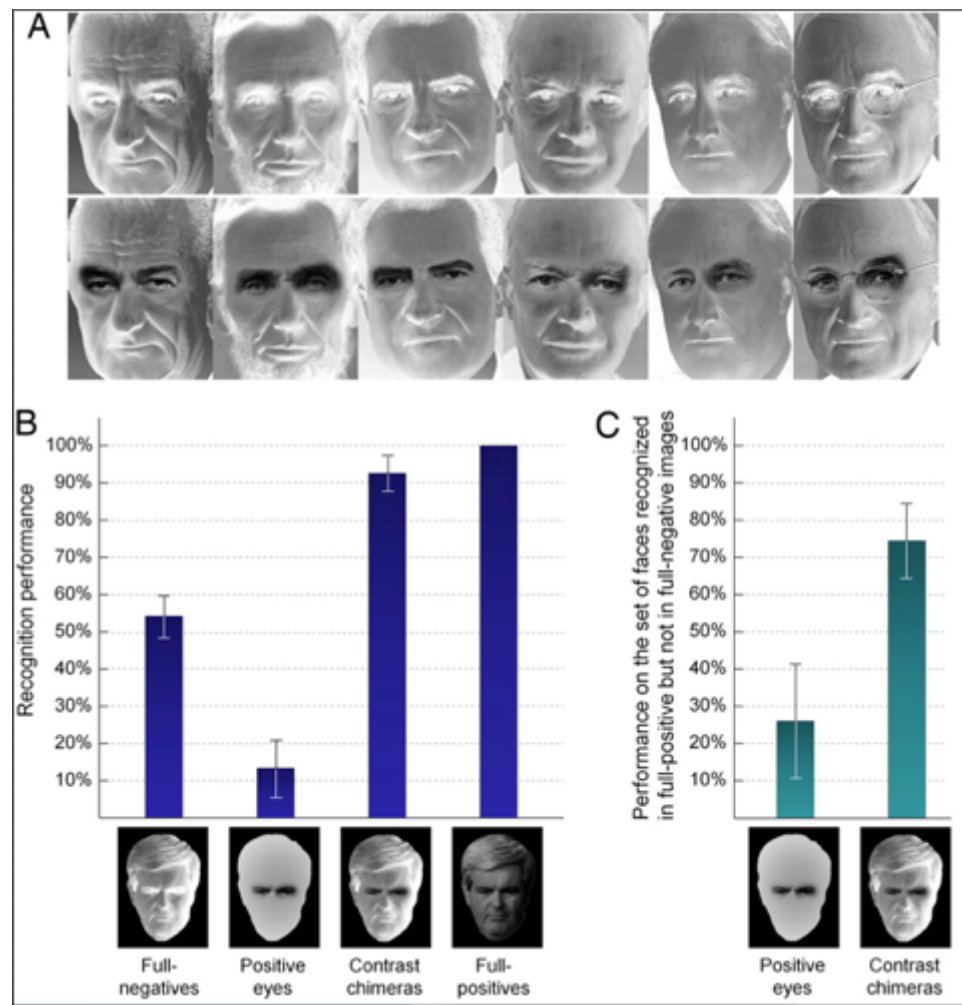 A
B
Recognition performance
100%
90%
80%
70%
60%
50%
40%
30%
20%
10%
Full-
negatives
Positive
eyes
Contrast
chimeras
Full-
positives
C
Performance on the set of faces recognized
in full-positive but not in full-negative images
100%
90%
80%
70%
60%
50%
40%
30%
20%
10%
Positive
eyes
Contrast
chimeras